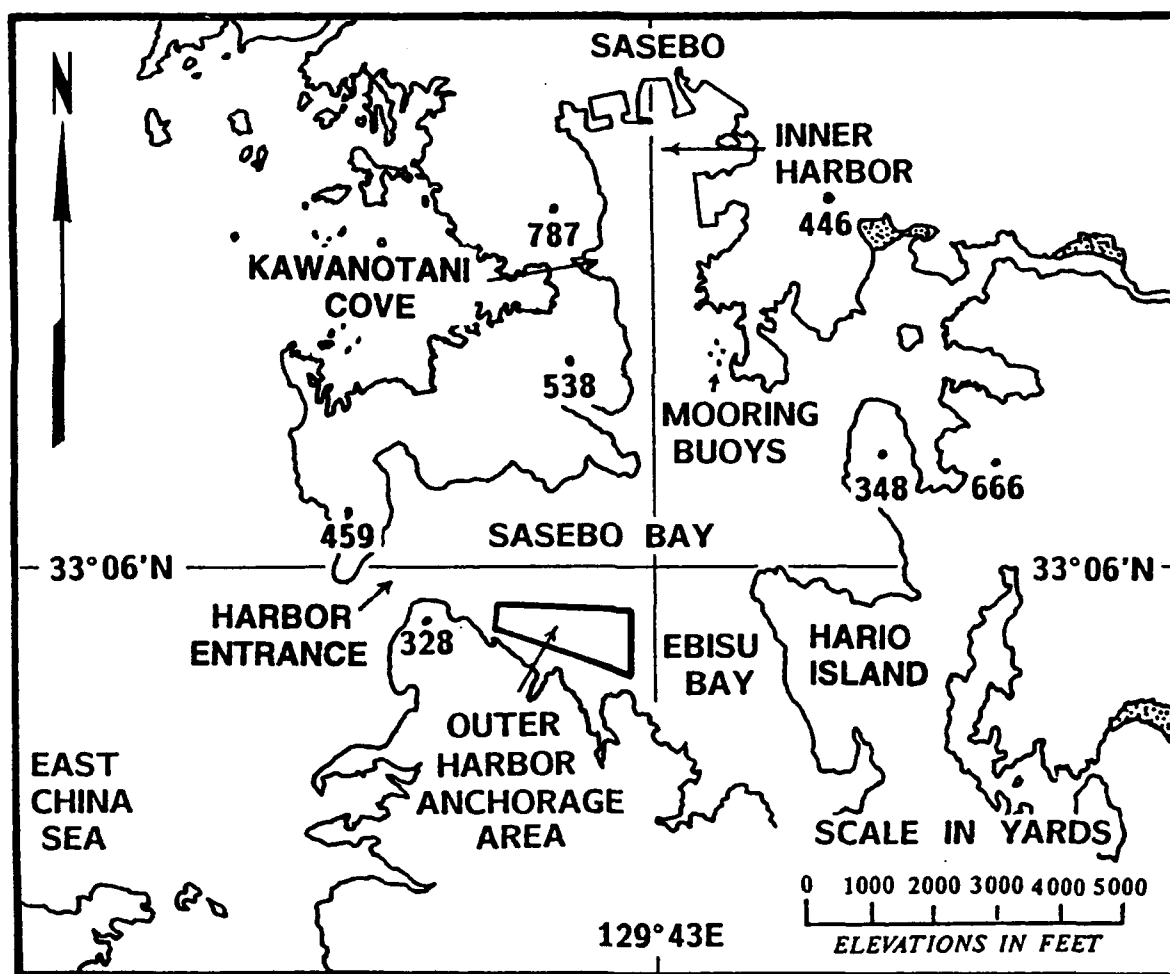 N
SASEBO
INNER
HARBOR
446
787
KAWANOTANI
COVE
538
MOORING
BUOYS
348
666
459
SASEBO BAY
33°06'N
33°06'N
HARBOR
ENTRANCE
328
EBISU
BAY
HARIO
ISLAND
OUTER
HARBOR
ANCHORAGE
AREA
EAST
CHINA
SEA
SCALE IN YARDS
0 1000 2000 3000 4000 5000
129°43E
ELEVATIONS IN FEET